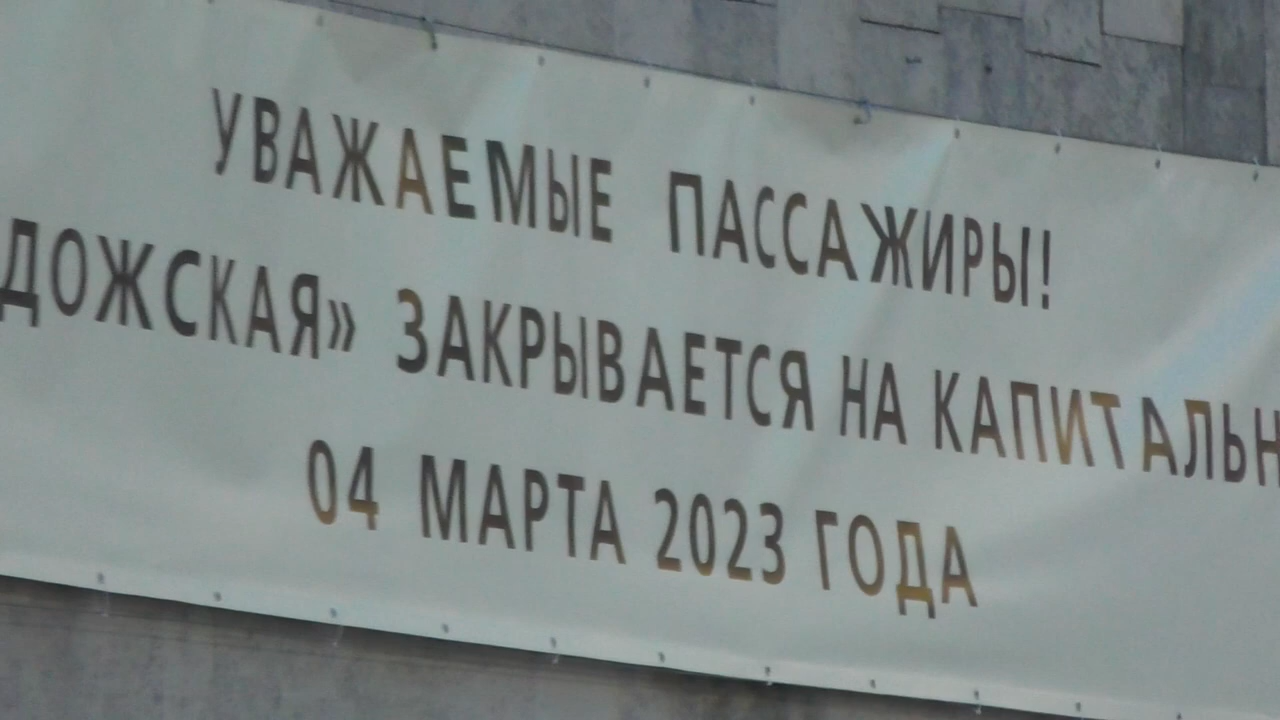 УВАЖАЕМЫЕ ПАССАЖИРЫ!
ДОЖСКАЯ» ЗАКРЫВАЕТСЯ НА КАПИТАЛЬН
04 МАРТА 2023 ГОДА